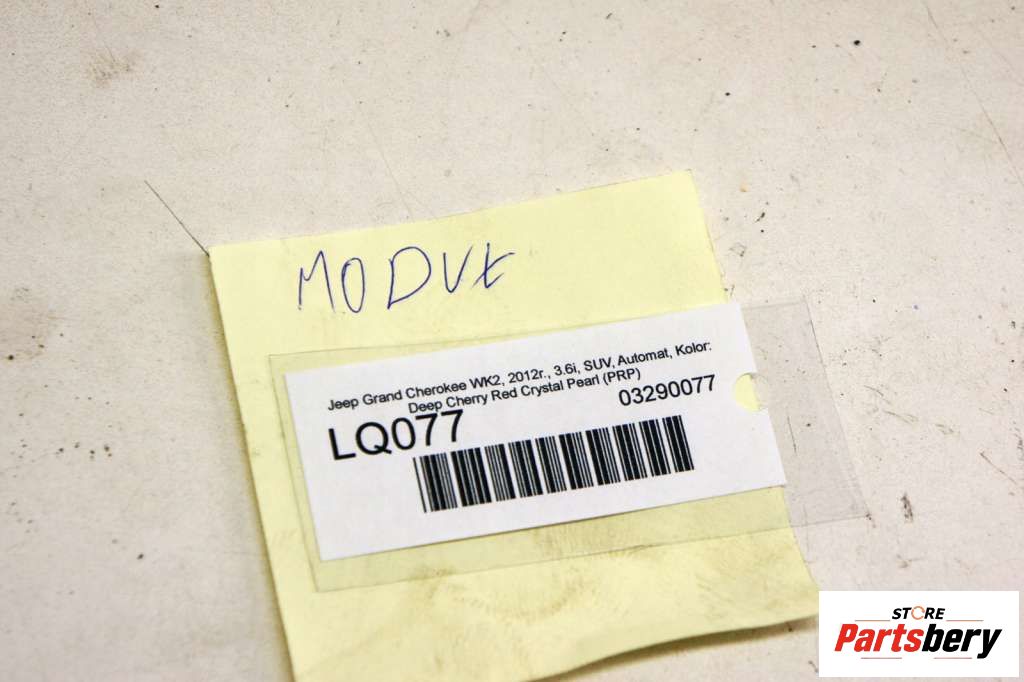 MODUŁ
Jeep Grand Cherokee WK2, 2012r., 3.6i, SUV, Automat, Kolor:
Deep Cherry Red Crystal Pearl (PRP)
LQ077
03290077
STORE
Partsbery